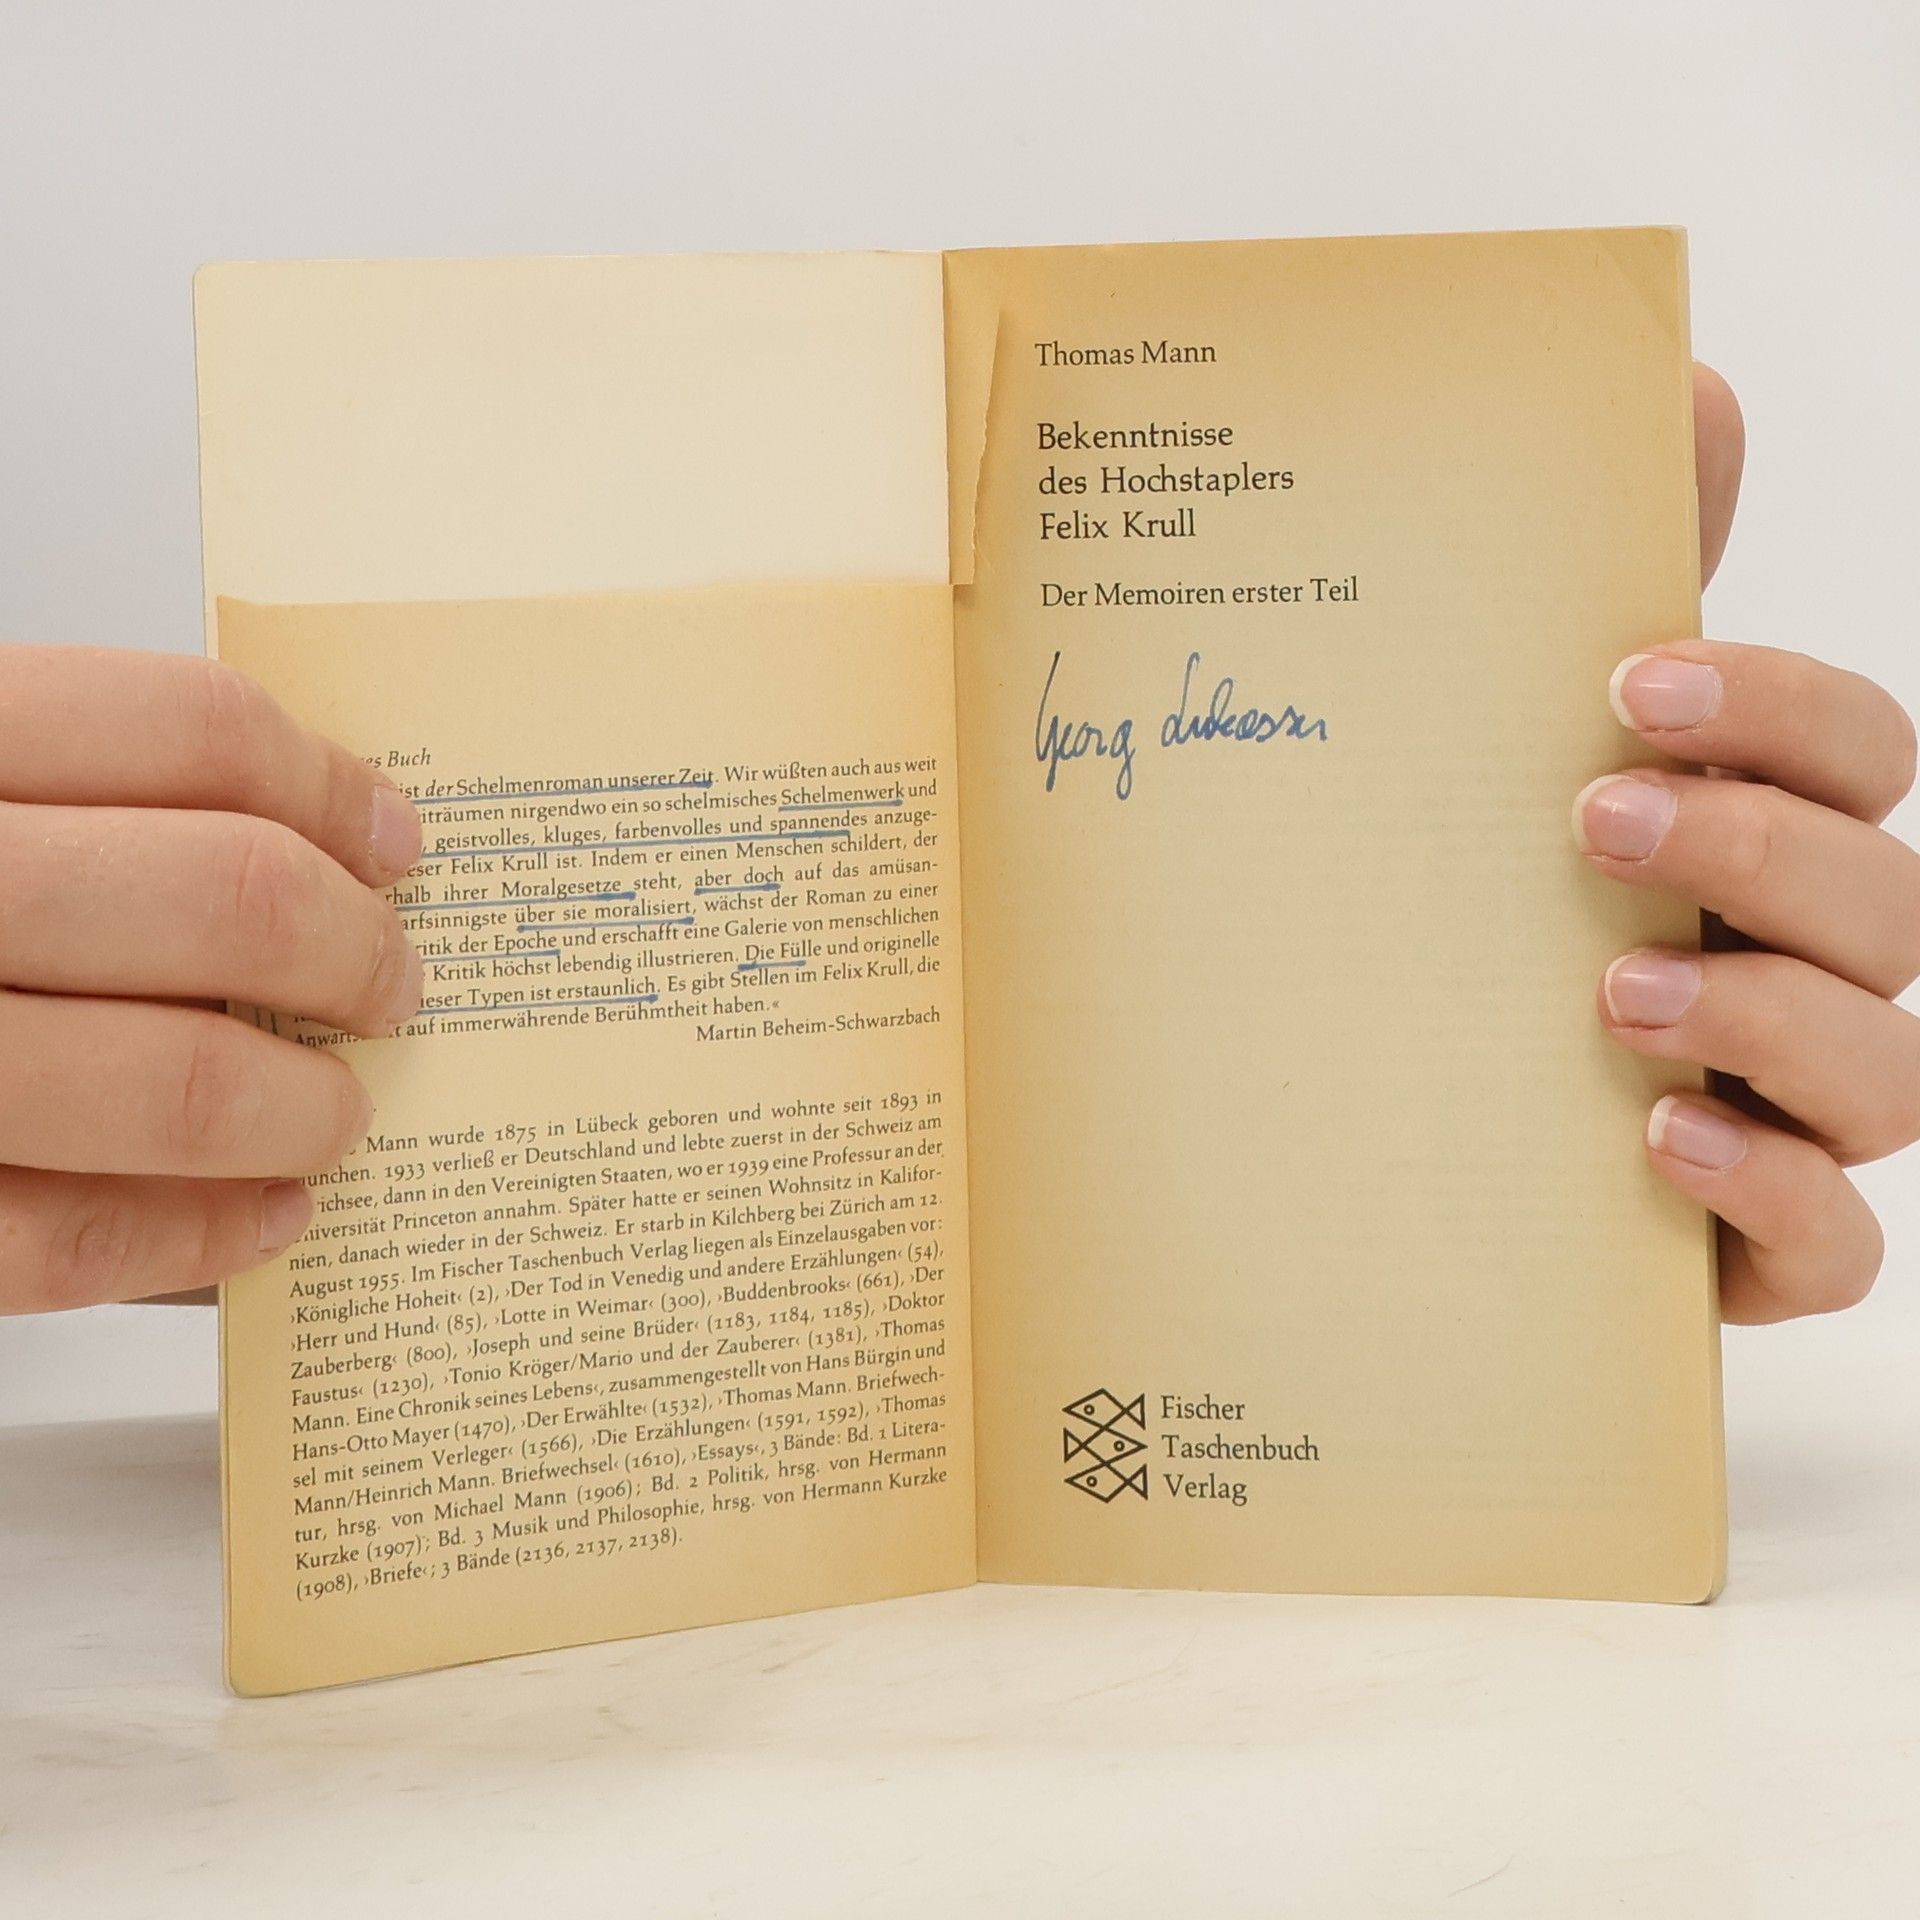 es Buch
ist der Schelmenroman unserer Zeit. Wir wüßten auch aus weit
iträumen nirgendwo ein so schelmisches Schelmenwerk und
, geistvolles, kluges, farbenvolles und spannendes anzuge-
eser Felix Krull ist. Indem er einen Menschen schildert, der
rhalb ihrer Moralgesetze steht, aber doch auf das amüsan-
arfsinnigste über sie moralisiert, wächst der Roman zu einer
ritik der Epoche und erschafft eine Galerie von menschlichen
Kritik höchst lebendig illustrieren. Die Fülle und originelle
ieser Typen ist erstaunlich. Es gibt Stellen im Felix Krull, die
Anwart t auf immerwährende Berühmtheit haben.«
Martin Beheim-Schwarzbach
Mann wurde 1875 in Lübeck geboren und wohnte seit 1893 in
München. 1933 verließ er Deutschland und lebte zuerst in der Schweiz am
richsee, dann in den Vereinigten Staaten, wo er 1939 eine Professur an der
Universität Princeton annahm. Später hatte er seinen Wohnsitz in Kalifor-
nien, danach wieder in der Schweiz. Er starb in Kilchberg bei Zürich am 12.
August 1955. Im Fischer Taschenbuch Verlag liegen als Einzelausgaben vor:
›Königliche Hoheit‹ (2), ›Der Tod in Venedig und andere Erzählungen‹ (54),
›Herr und Hund‹ (85), ›Lotte in Weimar‹ (300), ›Buddenbrooks‹ (661), ›Der
Zauberberg‹ (800), ›Joseph und seine Brüder‹ (1183, 1184, 1185), ›Doktor
Faustus‹ (1230), ›Tonio Kröger/Mario und der Zauberer‹ (1381), ›Thomas
Mann. Eine Chronik seines Lebens‹, zusammengestellt von Hans Bürgin und
Hans-Otto Mayer (1470), ›Der Erwählte‹ (1532), ›Thomas Mann. Briefwech-
sel mit seinem Verleger‹ (1566), ›Die Erzählungen‹ (1591, 1592), ›Thomas
Mann/Heinrich Mann. Briefwechsel‹ (1610), ›Essays‹, 3 Bände: Bd. 1 Litera-
tur, hrsg. von Michael Mann (1906); Bd. 2 Politik, hrsg. von Hermann
Kurzke (1907); Bd. 3 Musik und Philosophie, hrsg. von Hermann Kurzke
(1908), ›Briefe‹; 3 Bände (2136, 2137, 2138).
Thomas Mann
Bekenntnisse
des Hochstaplers
Felix Krull
Der Memoiren erster Teil
Georg
Fischer
Taschenbuch
Verlag